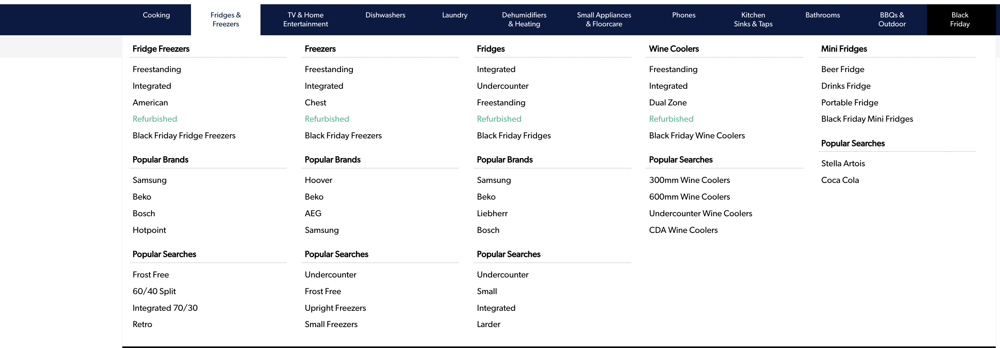 Cooking
Fridges &
Freezers
TV & Home
Entertainment
Dishwashers
Laundry
Dehumidifiers
& Heating
Small Appliances
& Floorcare
Phones
Kitchen
Sinks & Taps
Bathrooms
BBQs &
Outdoor
Black
Friday
Fridge Freezers
Freestanding
Integrated
American
Refurbished
Black Friday Fridge Freezers
Popular Brands
Samsung
Beko
Bosch
Hotpoint
Popular Searches
Frost Free
60/40 Split
Integrated 70/30
Retro
Freezers
Freestanding
Integrated
Chest
Refurbished
Black Friday Freezers
Popular Brands
Hoover
Beko
AEG
Samsung
Popular Searches
Undercounter
Frost Free
Upright Freezers
Small Freezers
Fridges
Integrated
Undercounter
Freestanding
Refurbished
Black Friday Fridges
Popular Brands
Samsung
Beko
Liebherr
Bosch
Popular Searches
Undercounter
Small
Integrated
Larder
Wine Coolers
Freestanding
Integrated
Dual Zone
Refurbished
Black Friday Wine Coolers
Popular Searches
300mm Wine Coolers
600mm Wine Coolers
Undercounter Wine Coolers
CDA Wine Coolers
Mini Fridges
Beer Fridge
Drinks Fridge
Portable Fridge
Black Friday Mini Fridges
Popular Searches
Stella Artois
Coca Cola